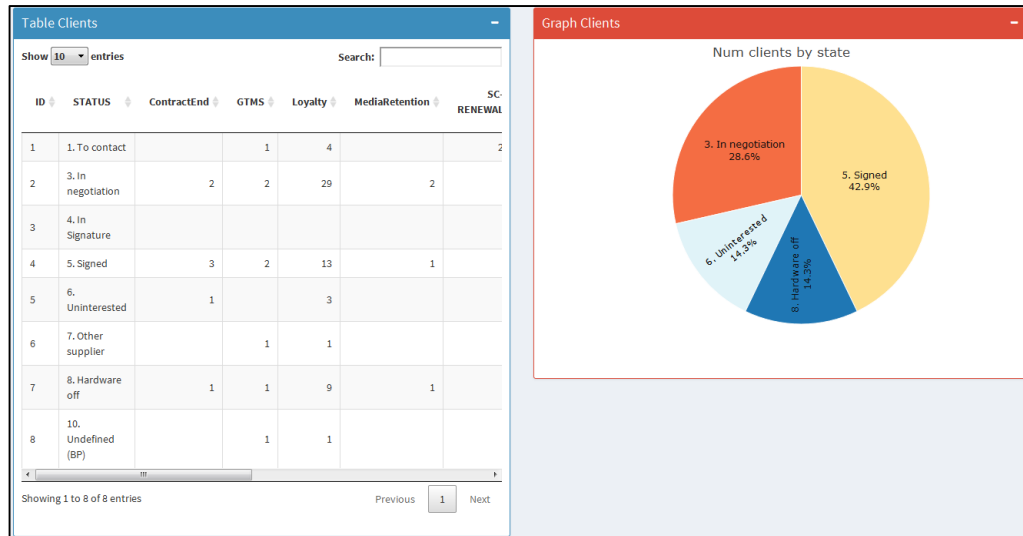 Table Clients
Show 10 entries
Search:
ID STATUS ContractEnd GTMS Loyalty MediaRetention SC-
RENEWAL
1 1. To contact 1 4 2
2 3. In
negotiation 2 2 29 2
3 4. In
Signature
4 5. Signed 3 2 13 1
5 6.
Uninterested 1 3
6 7. Other
supplier 1 1
7 8. Hardware
off 1 1 9 1
8 10.
Undefined
(BP) 1 1
Showing 1 to 8 of 8 entries
Previous 1 Next
Graph Clients
Num clients by state
3. In negotiation
28.6%
5. Signed
42.9%
6. Uninterested
14.3%
8. Hardware off
14.3%